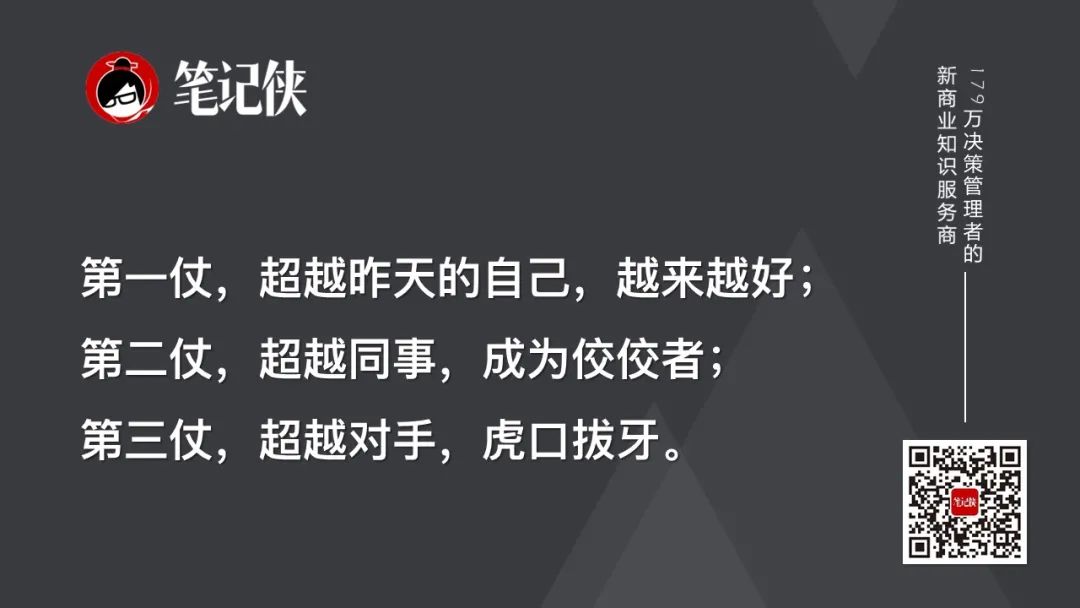 笔记侠
179万决策管理者的
新商业知识服务商
第一仗，超越昨天的自己，越来越好；
第二仗，超越同事，成为佼佼者；
第三仗，超越对手，虎口拔牙。
笔记侠